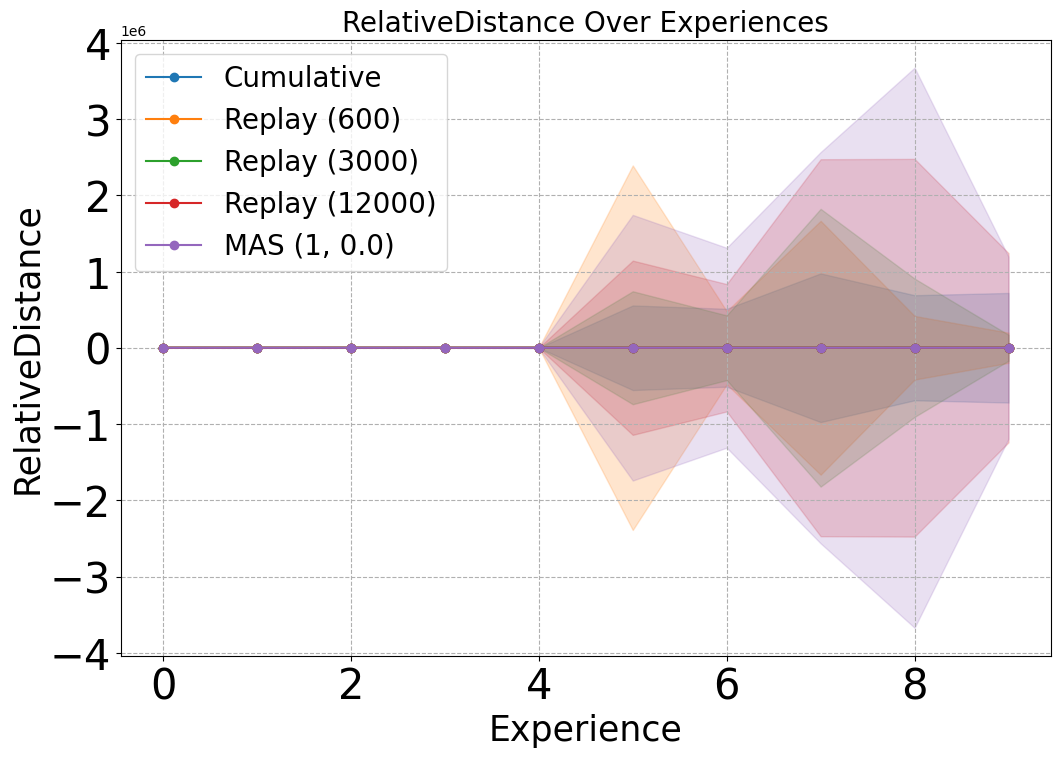 RelativeDistance Over Experiences
1e6
Cumulative
Replay (600)
Replay (3000)
Replay (12000)
MAS (1, 0.0)
RelativeDistance
4
3
2
1
0
−1
−2
−3
−4
0 2 4 6 8
Experience